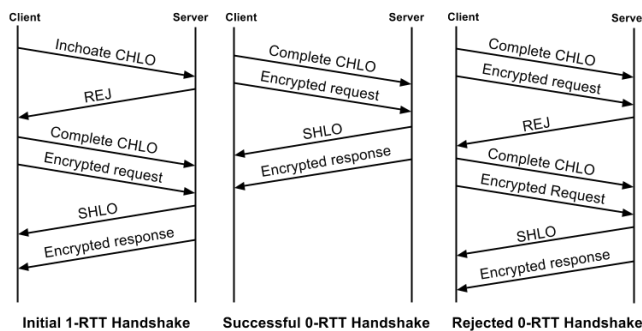 Client Server
Inchoate CHLO
REJ
Complete CHLO
Encrypted request
SHLO
Encrypted response
Initial 1-RTT Handshake
Client Server
Complete CHLO
Encrypted request
SHLO
Encrypted response
Successful 0-RTT Handshake
Client Server
Complete CHLO
Encrypted request
REJ
Complete CHLO
Encrypted Request
SHLO
Encrypted response
Rejected 0-RTT Handshake